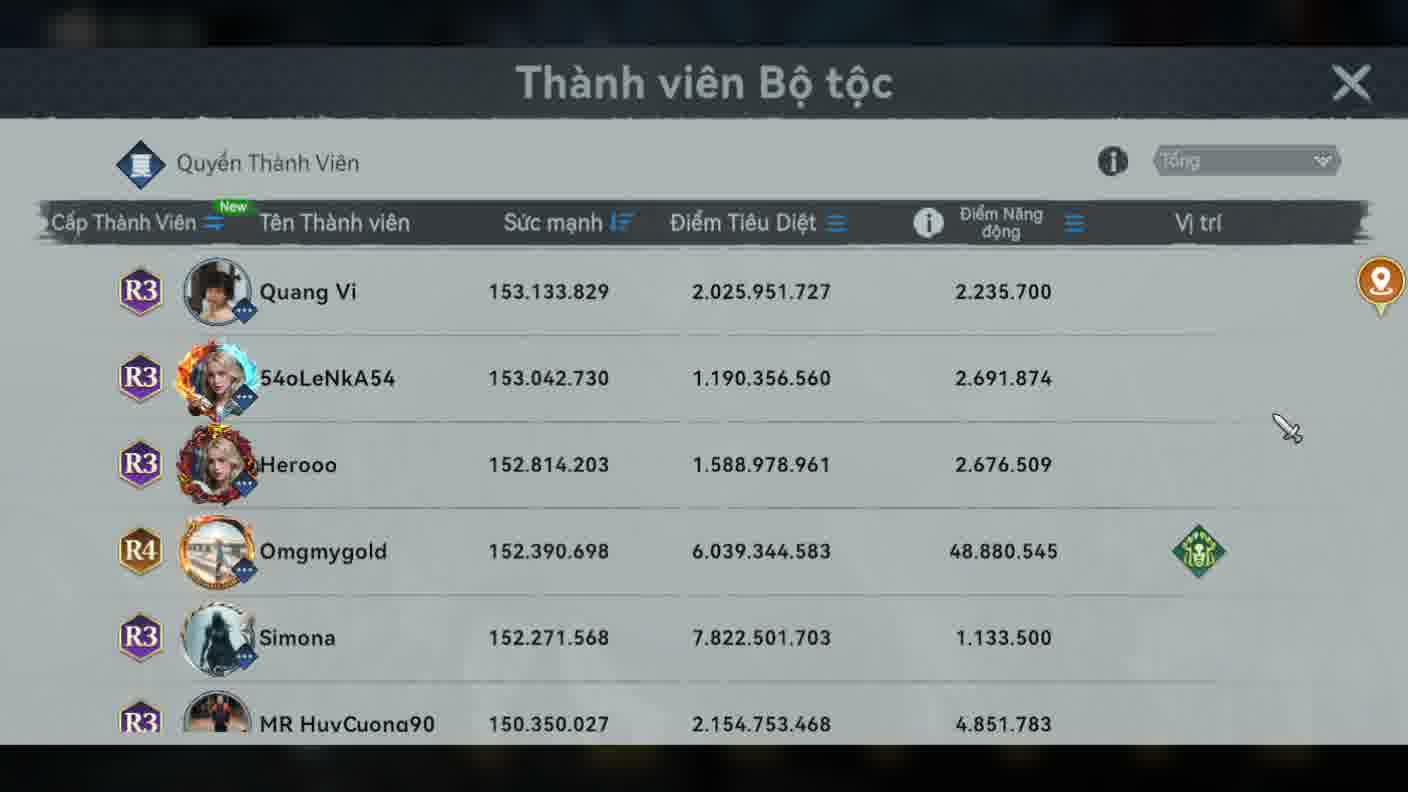 Thành viên Bộ tộc
Quyển Thành Viên
Tổng
Cấp Thành Viên New Tên Thành viên Sức mạnh Điểm Tiêu Diệt Điểm Năng động Vị trí
R3 Quang Vi 153.133.829 2.025.951.727 2.235.700
R3 54oLeNkA54 153.042.730 1.190.356.560 2.691.874
R3 Herooo 152.814.203 1.588.978.961 2.676.509
R4 Omgmygold 152.390.698 6.039.344.583 48.880.545
R3 Simona 152.271.568 7.822.501.703 1.133.500
R3 MR HuyCuong90 150.350.027 2.154.753.468 4.851.783